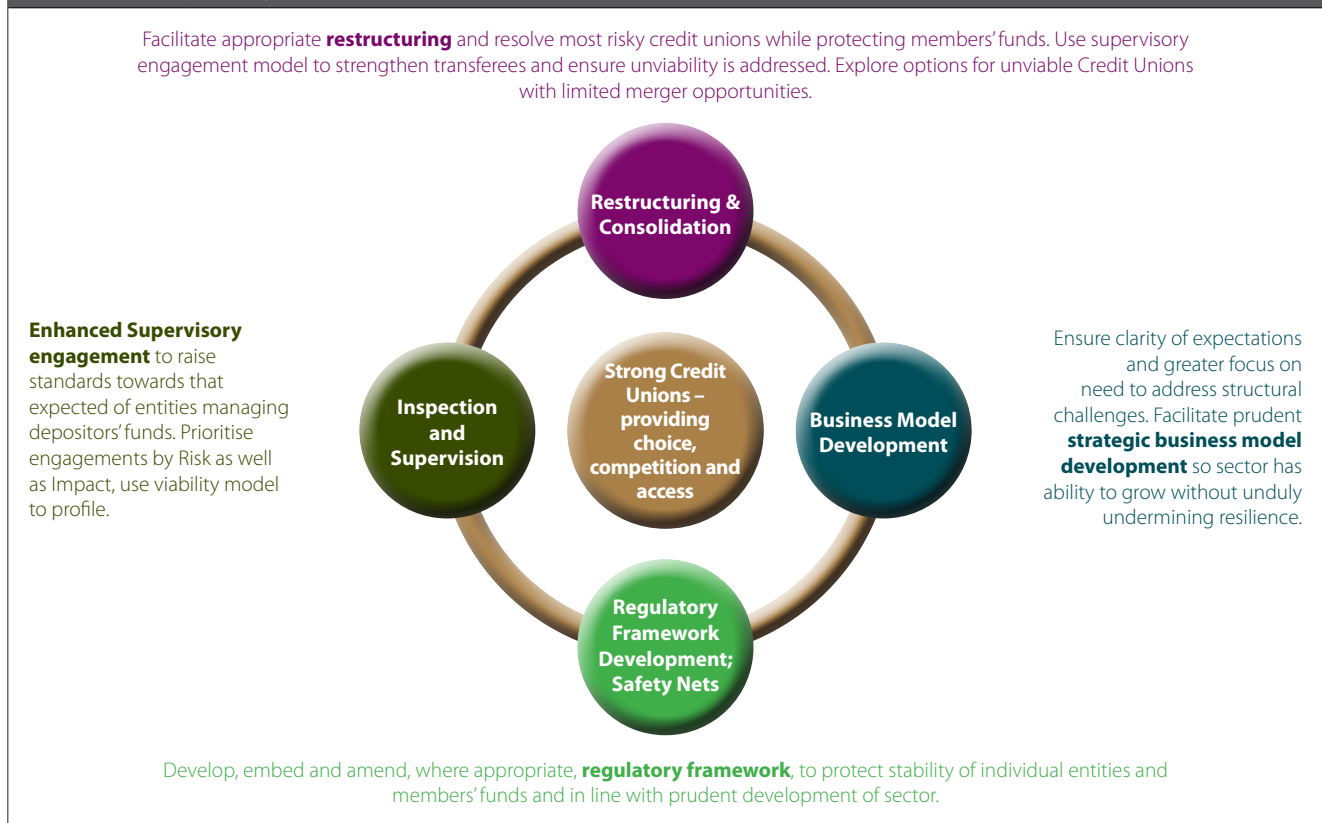 Facilitate appropriate restructuring and resolve most risky credit unions while protecting members' funds. Use supervisory
engagement model to strengthen transferees and ensure unviability is addressed. Explore options for unviable Credit Unions
with limited merger opportunities.
Restructuring &
Consolidation
Enhanced Supervisory
engagement to raise
standards towards that
expected of entities managing
depositors' funds. Prioritise
engagements by Risk as well
as Impact, use viability model
to profile.
Inspection
and
Supervision
Strong Credit
Unions –
providing
choice,
competition and
access
Business Model
Development
Ensure clarity of expectations
and greater focus on
need to address structural
challenges. Facilitate prudent
strategic business model
development so sector has
ability to grow without unduly
undermining resilience.
Regulatory
Framework
Development;
Safety Nets
Develop, embed and amend, where appropriate, regulatory framework, to protect stability of individual entities and
members' funds and in line with prudent development of sector.